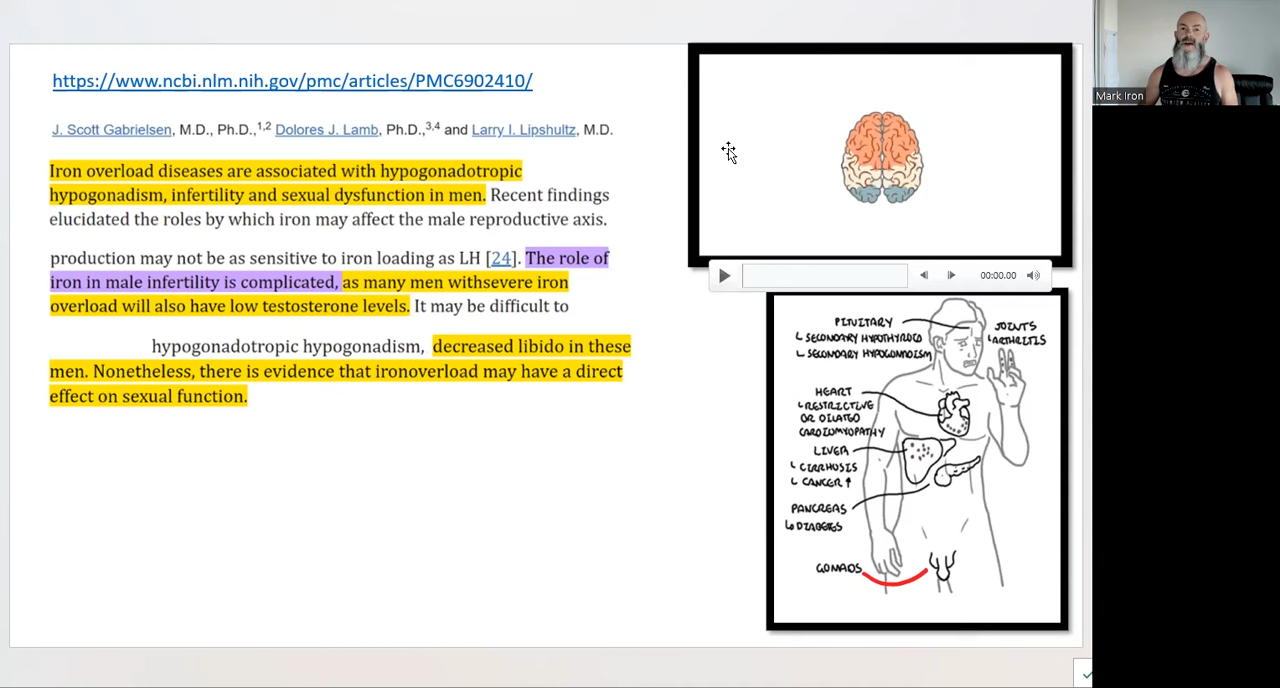 https://www.ncbi.nlm.nih.gov/pmc/articles/PMC6902410/
J. Scott Gabrielsen, M.D., Ph.D.,1,2 Dolores J. Lamb, Ph.D.,3,4 and Larry I. Lipshultz, M.D.
Iron overload diseases are associated with hypogonadotropic
hypogonadism, infertility and sexual dysfunction in men. Recent findings
elucidated the roles by which iron may affect the male reproductive axis.
production may not be as sensitive to iron loading as LH [24]. The role of
iron in male infertility is complicated, as many men withsevere iron
overload will also have low testosterone levels. It may be difficult to
hypogonadotropic hypogonadism, decreased libido in these
men. Nonetheless, there is evidence that ironoverload may have a direct
effect on sexual function.
00:00.00
PITUITARY
SECONDARY HYPOTHYROID
SECONDARY HYPOGONADISM
JOINTS
ARTHRITIS
HEART
RESTRICTIVE
OR DILATED
CARDIOMYOPATHY
LIVER
CIRRHOSIS
CANCER ↑
PANCREAS
DIABETES
GONADS
Mark Iron